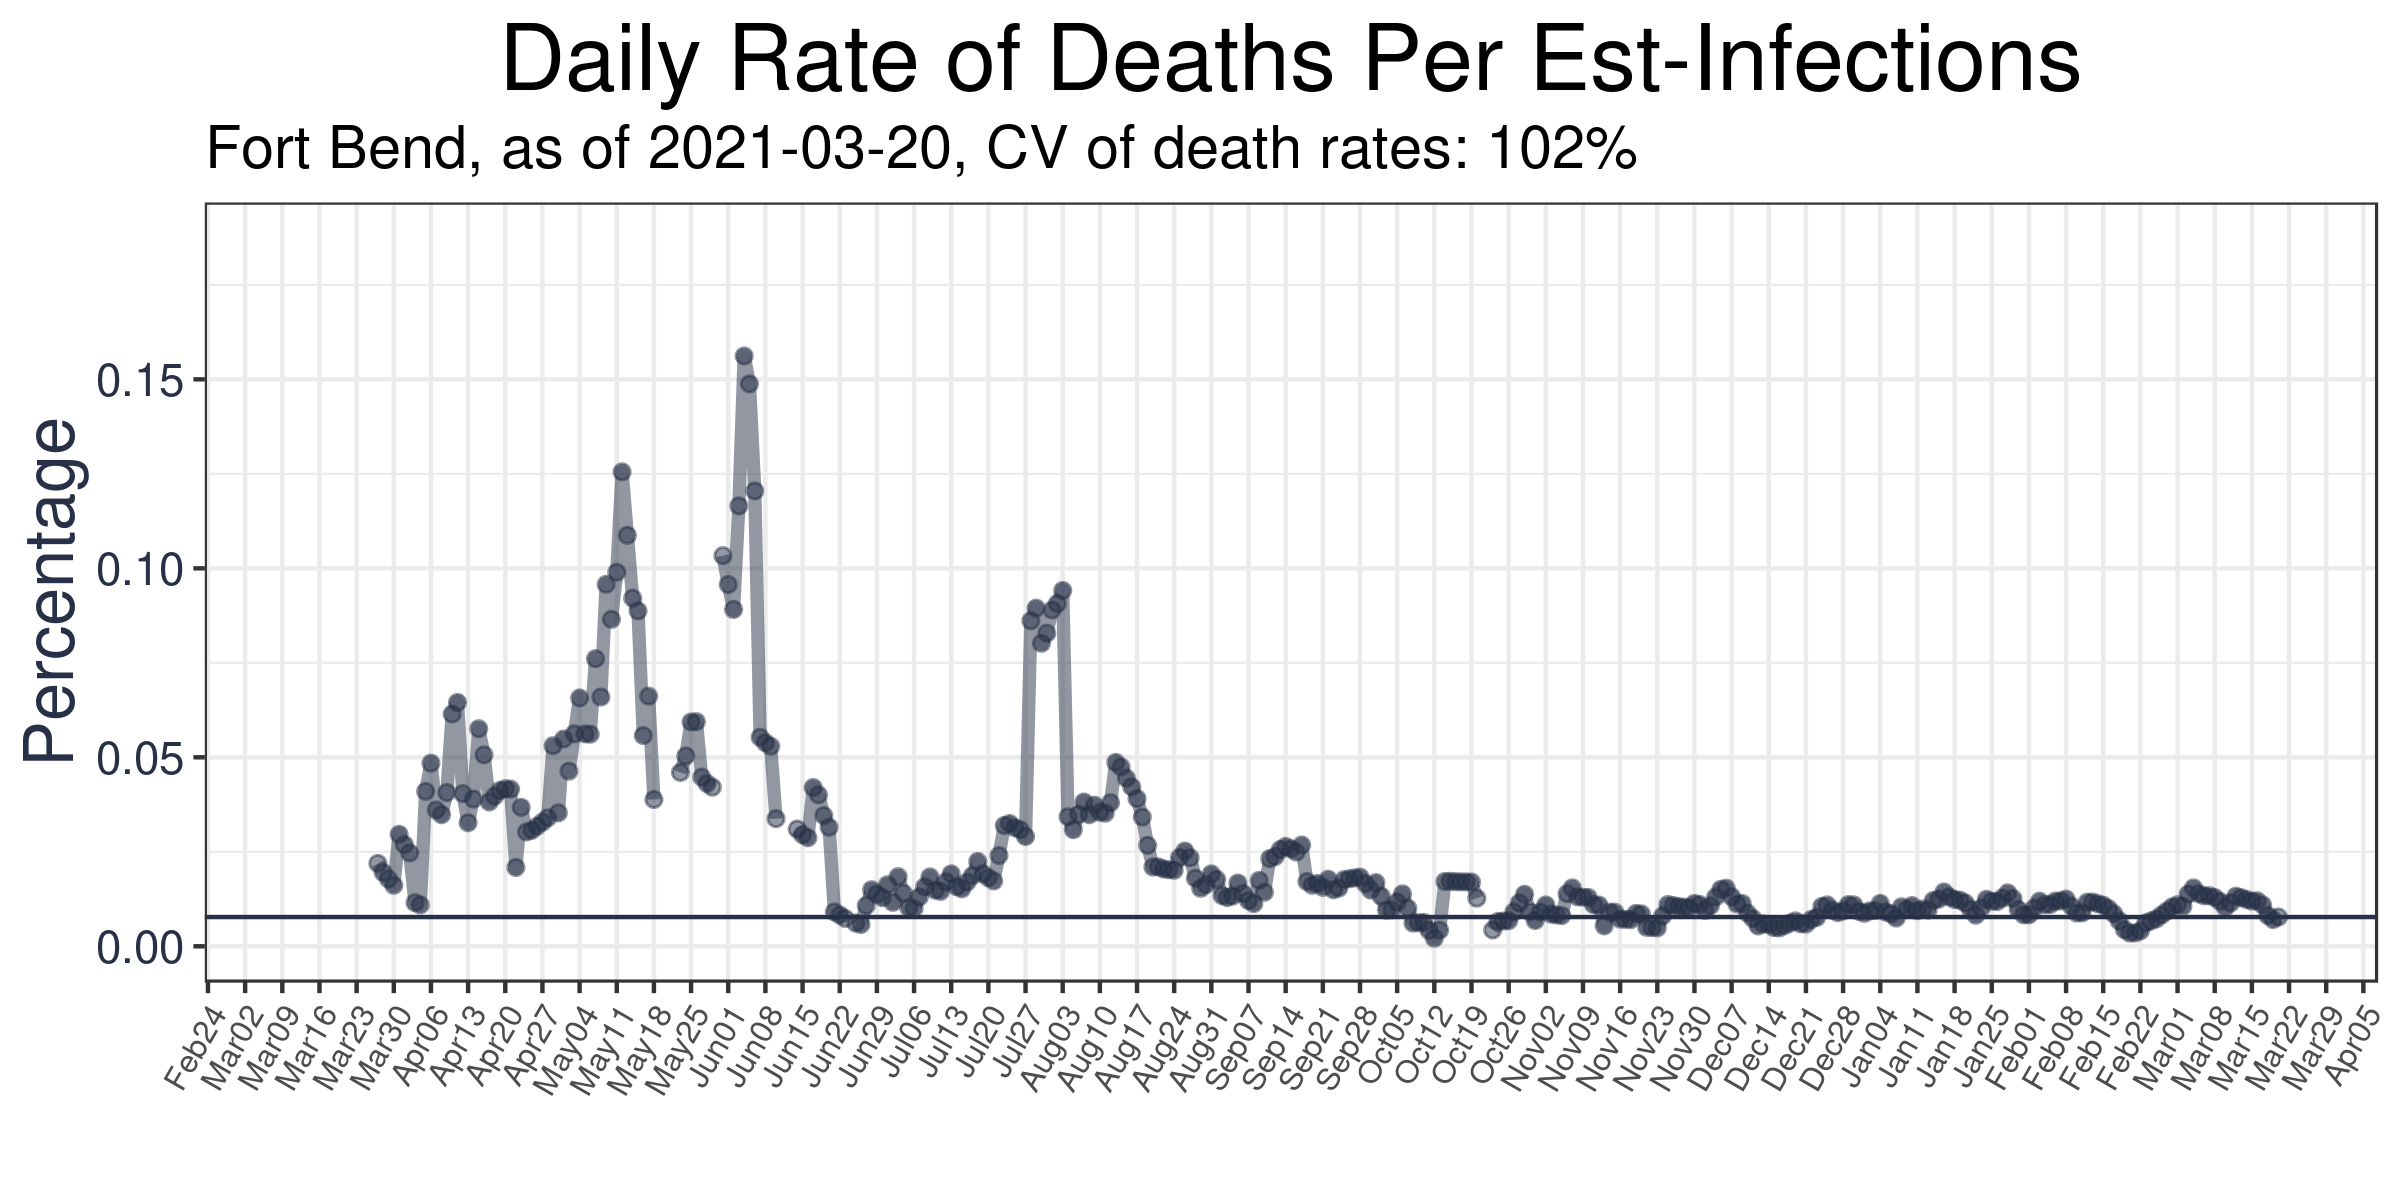 Daily Rate of Deaths Per Est-Infections
Fort Bend, as of 2021-03-20, CV of death rates: 102%
Percentage
0.15
0.10
0.05
0.00
Feb24
Mar02
Mar09
Mar16
Mar23
Mar30
Apr06
Apr13
Apr20
Apr27
May04
May11
May18
May25
Jun01
Jun08
Jun15
Jun22
Jun29
Jul06
Jul13
Jul20
Jul27
Aug03
Aug10
Aug17
Aug24
Aug31
Sep07
Sep14
Sep21
Sep28
Oct05
Oct12
Oct19
Oct26
Nov02
Nov09
Nov16
Nov23
Nov30
Dec07
Dec14
Dec21
Dec28
Jan04
Jan11
Jan18
Jan25
Feb01
Feb08
Feb15
Feb22
Mar01
Mar08
Mar15
Mar22
Mar29
Apr05